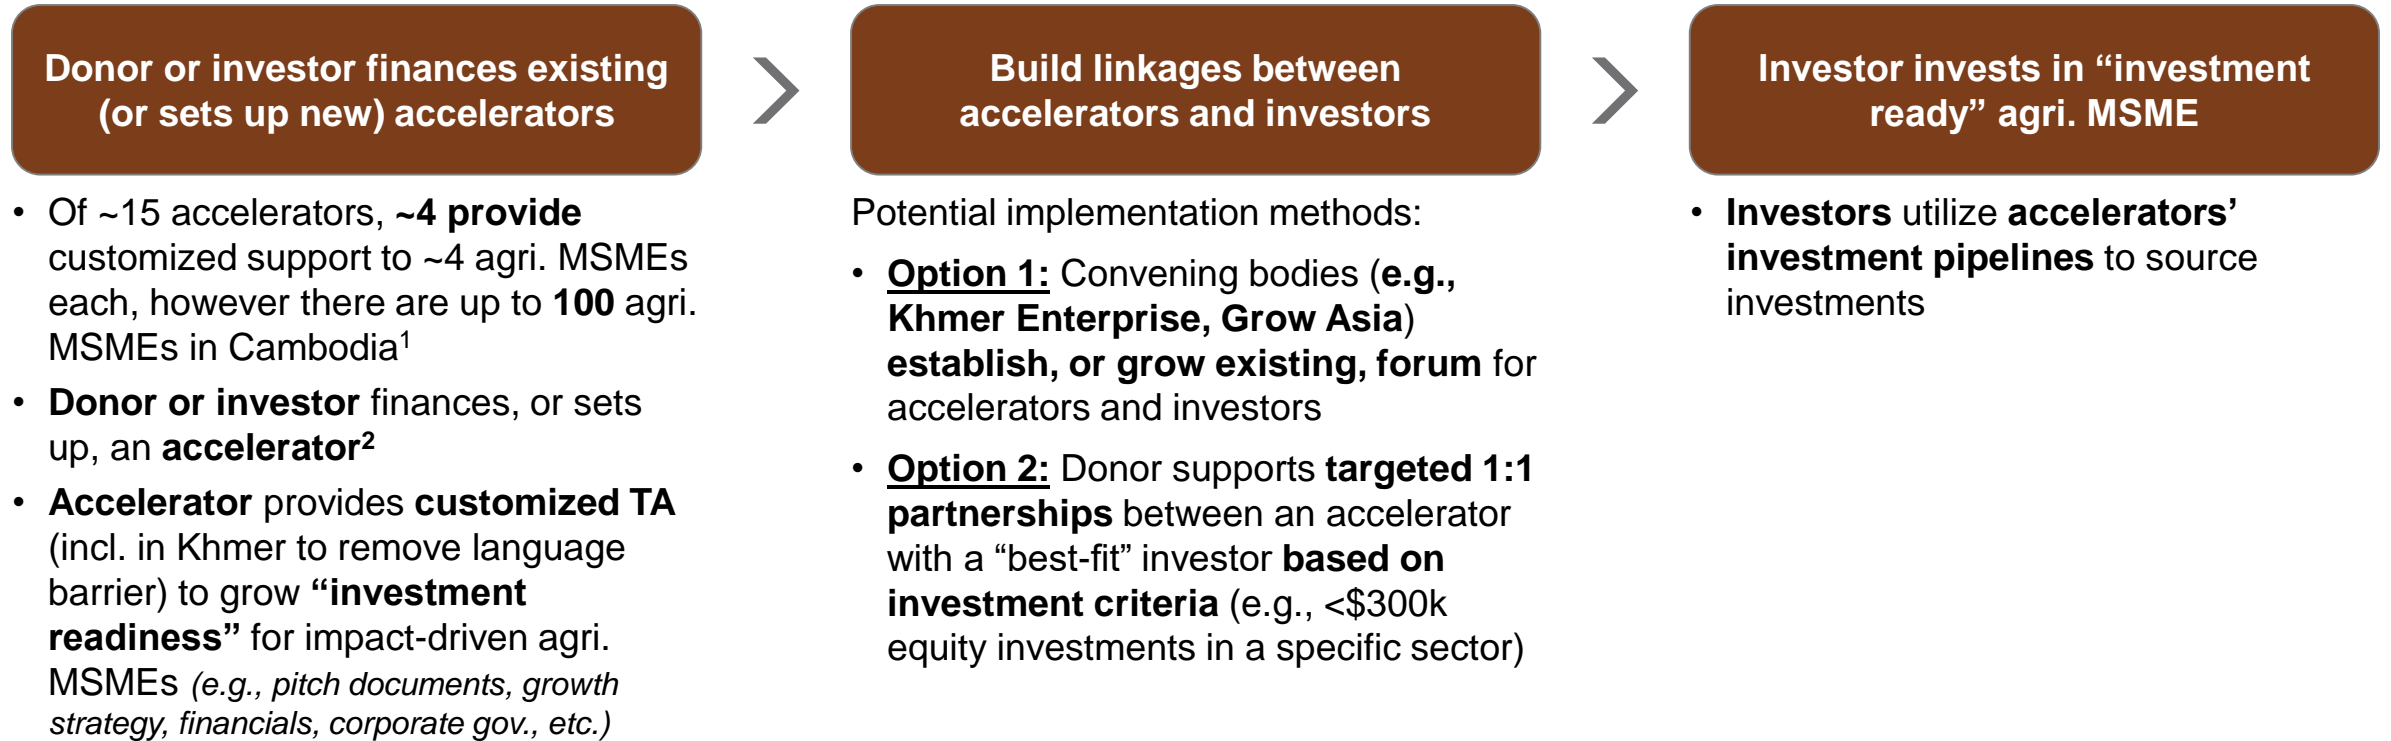 Donor or investor finances existing
(or sets up new) accelerators
• Of ~15 accelerators, ~4 provide
customized support to ~4 agri. MSMEs
each, however there are up to 100 agri.
MSMEs in Cambodia¹
• Donor or investor finances, or sets
up, an accelerator²
• Accelerator provides customized TA
(incl. in Khmer to remove language
barrier) to grow “investment
readiness” for impact-driven agri.
MSMEs (e.g., pitch documents, growth
strategy, financials, corporate gov., etc.)
Build linkages between
accelerators and investors
Potential implementation methods:
• Option 1: Convening bodies (e.g.,
Khmer Enterprise, Grow Asia)
establish, or grow existing, forum for
accelerators and investors
• Option 2: Donor supports targeted 1:1
partnerships between an accelerator
with a “best-fit” investor based on
investment criteria (e.g., <$300k
equity investments in a specific sector)
Investor invests in “investment
ready” agri. MSME
• Investors utilize accelerators’
investment pipelines to source
investments